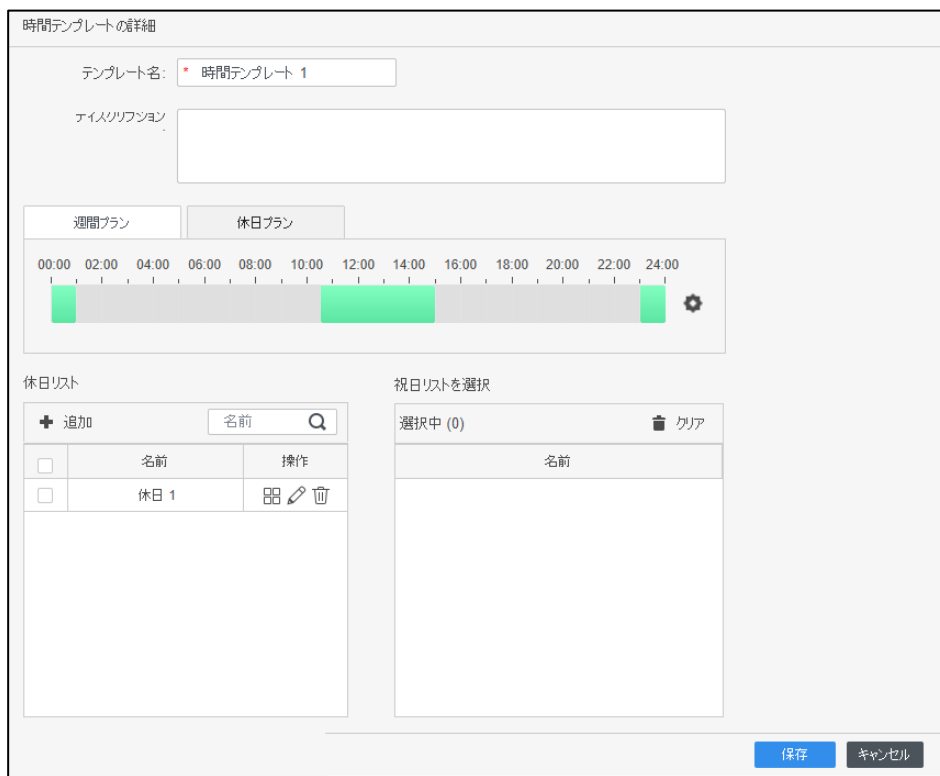 時間テンプレートの詳細
テンプレート名: * 時間テンプレート 1
ディスクリプション :
週間プラン 休日プラン
00:00 02:00 04:00 06:00 08:00 10:00 12:00 14:00 16:00 18:00 20:00 22:00 24:00
休日リスト 祝日リストを選択
追加 名前 選択中 (0) クリア
名前 操作 名前
休日 1
保存 キャンセル